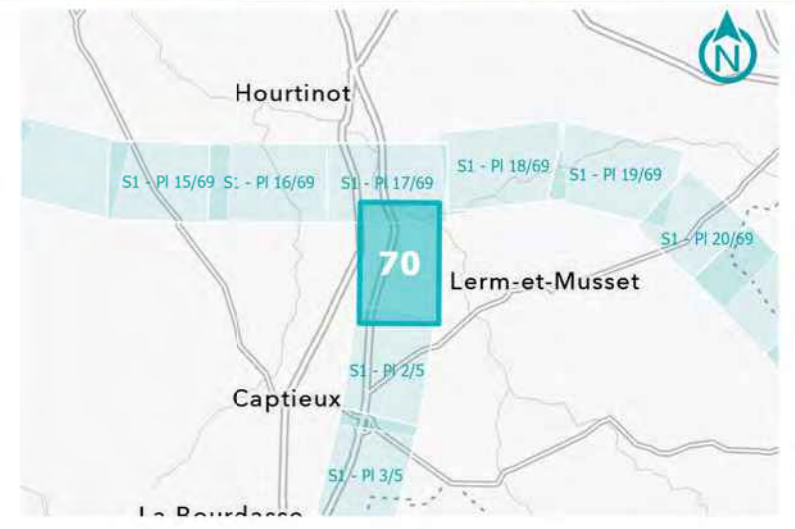 N
Hourtinot
S1 - Pl 15/69
S1 - Pl 16/69
S1 - Pl 17/69
S1 - Pl 18/69
S1 - Pl 19/69
S1 - Pl 20/69
70
Lerm-et-Musset
S1 - Pl 2/5
Captieux
S1 - Pl 3/5
La Bourdasse